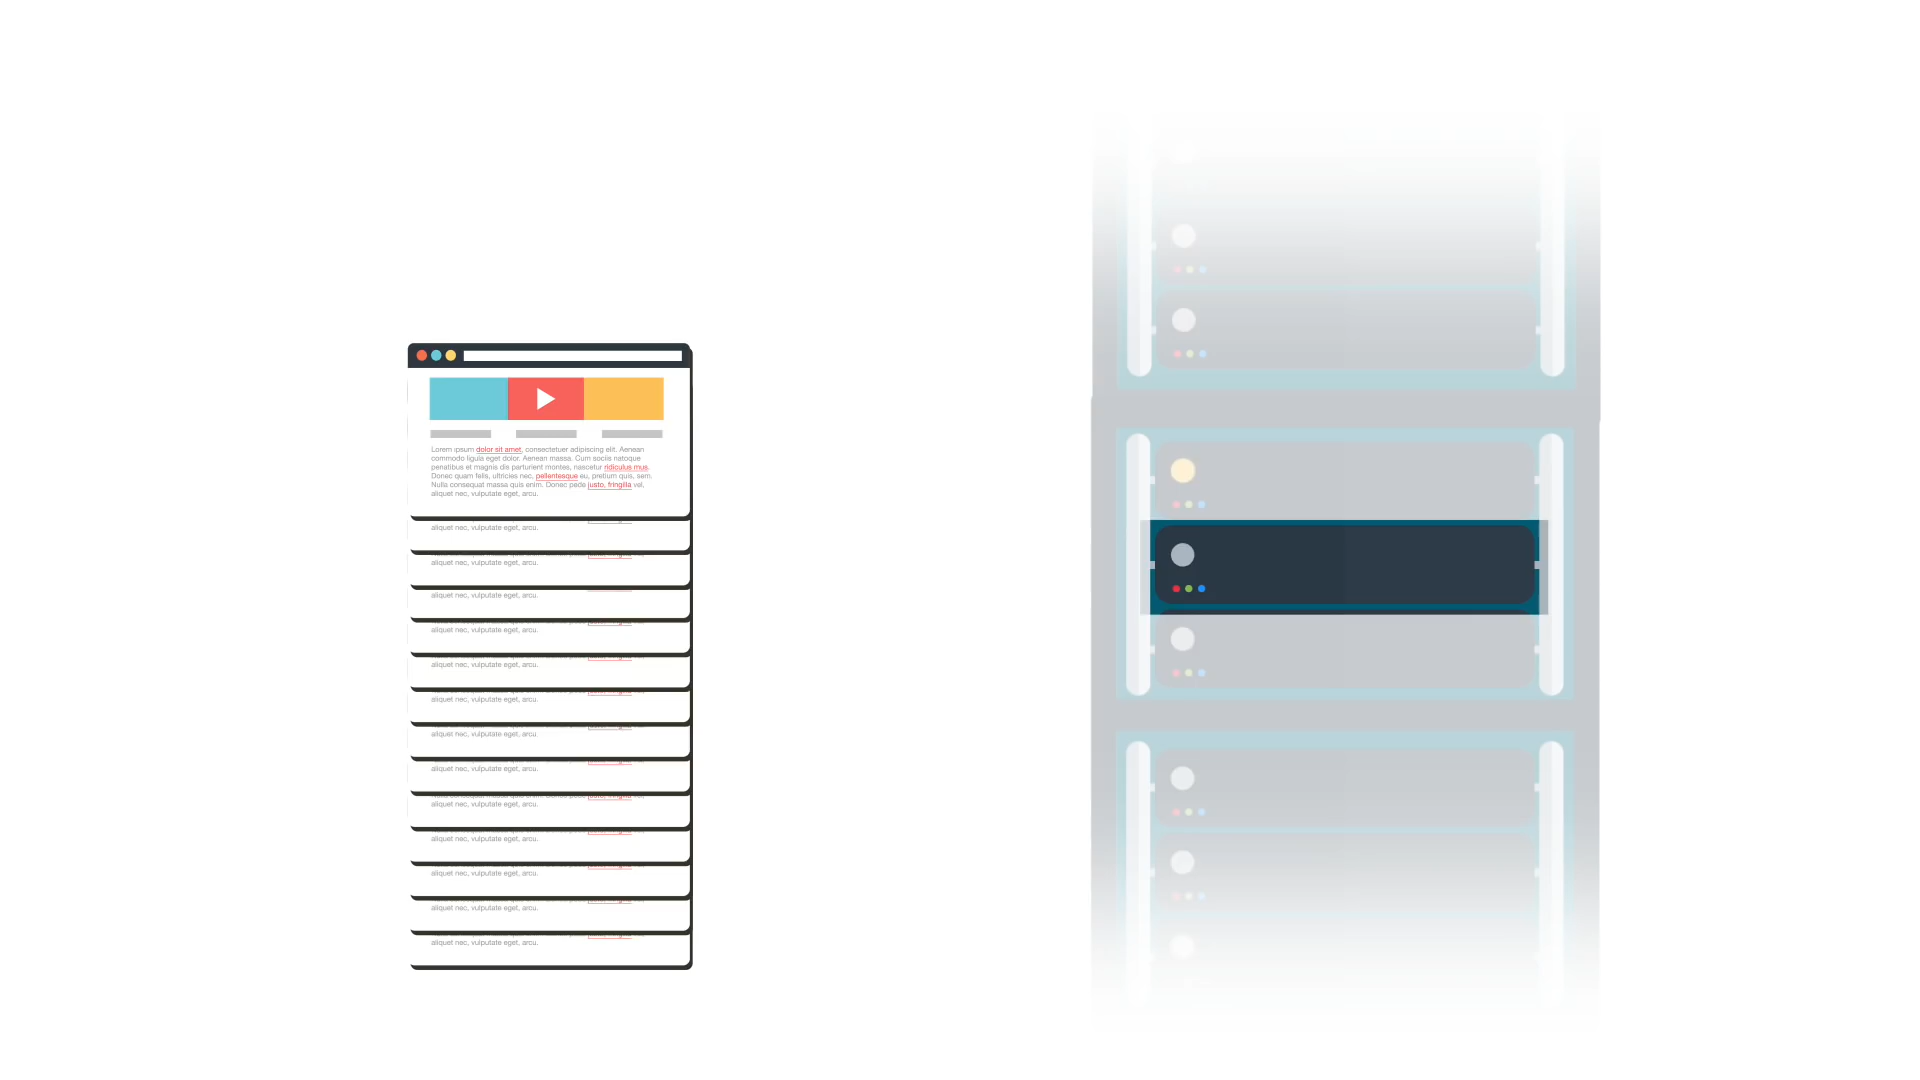 Lorem ipsum dolor sit amet, consectetuer adipiscing elit. Aenean
commodo ligula eget dolor. Aenean massa. Cum sociis natoque
penatibus et magnis dis parturient montes, nascetur ridiculus mus.
Donec quam felis, ultricies nec, pellentesque eu, pretium quis, sem.
Nulla consequat massa quis enim. Donec pede justo, fringilla vel,
aliquet nec, vulputate eget, arcu.
aliquet nec, vulputate eget, arcu.
aliquet nec, vulputate eget, arcu.
aliquet nec, vulputate eget, arcu.
aliquet nec, vulputate eget, arcu.
aliquet nec, vulputate eget, arcu.
aliquet nec, vulputate eget, arcu.
aliquet nec, vulputate eget, arcu.
aliquet nec, vulputate eget, arcu.
aliquet nec, vulputate eget, arcu.
aliquet nec, vulputate eget, arcu.
aliquet nec, vulputate eget, arcu.
aliquet nec, vulputate eget, arcu.
aliquet nec, vulputate eget, arcu.